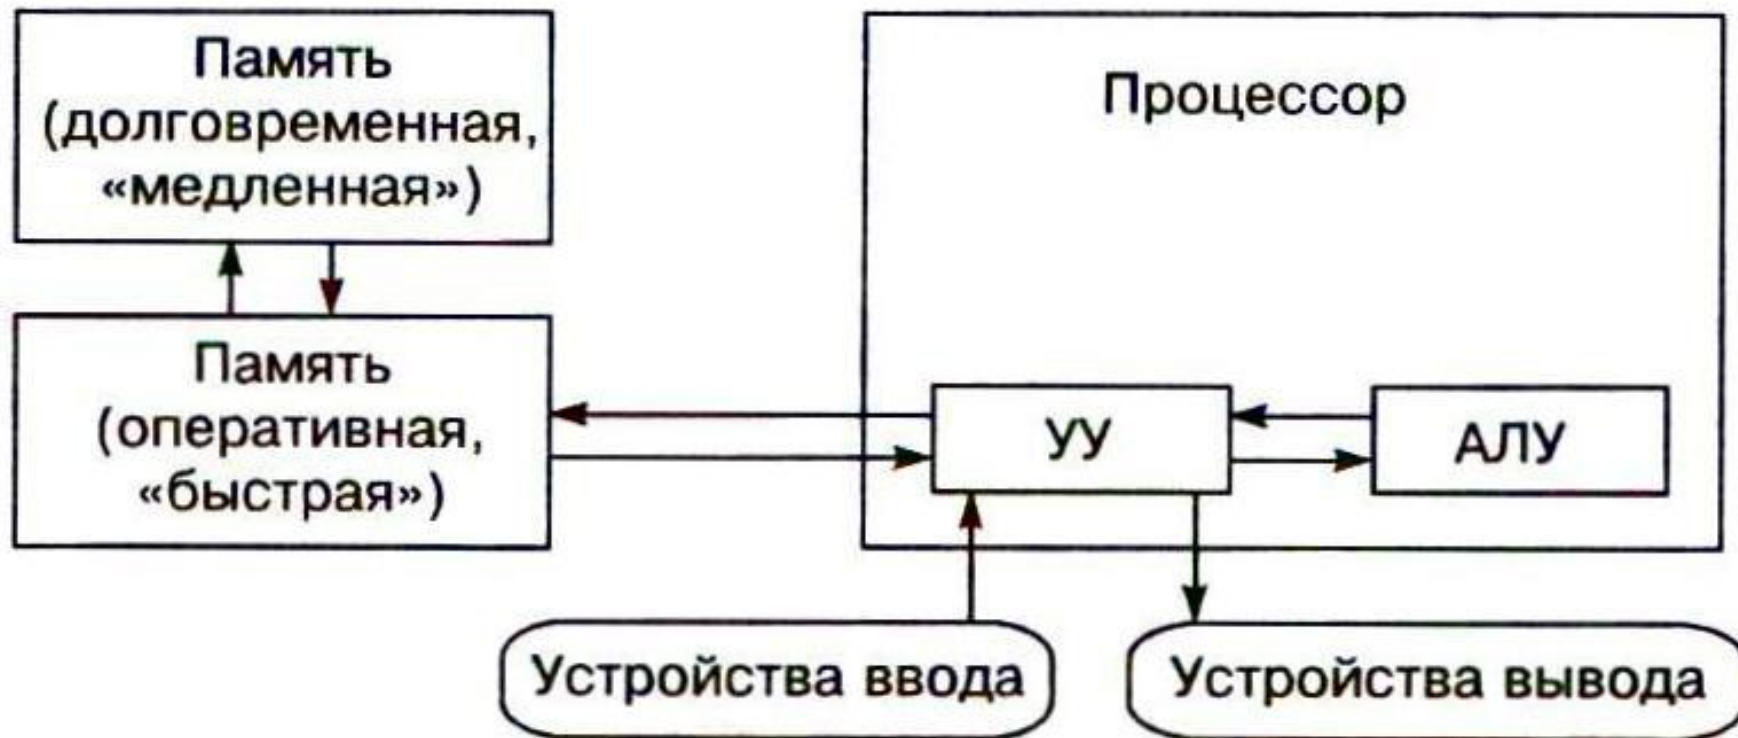 Память
(долговременная,
«медленная»)
Процессор
Память
(оперативная,
«быстрая»)
УУ
АЛУ
Устройства ввода
Устройства вывода